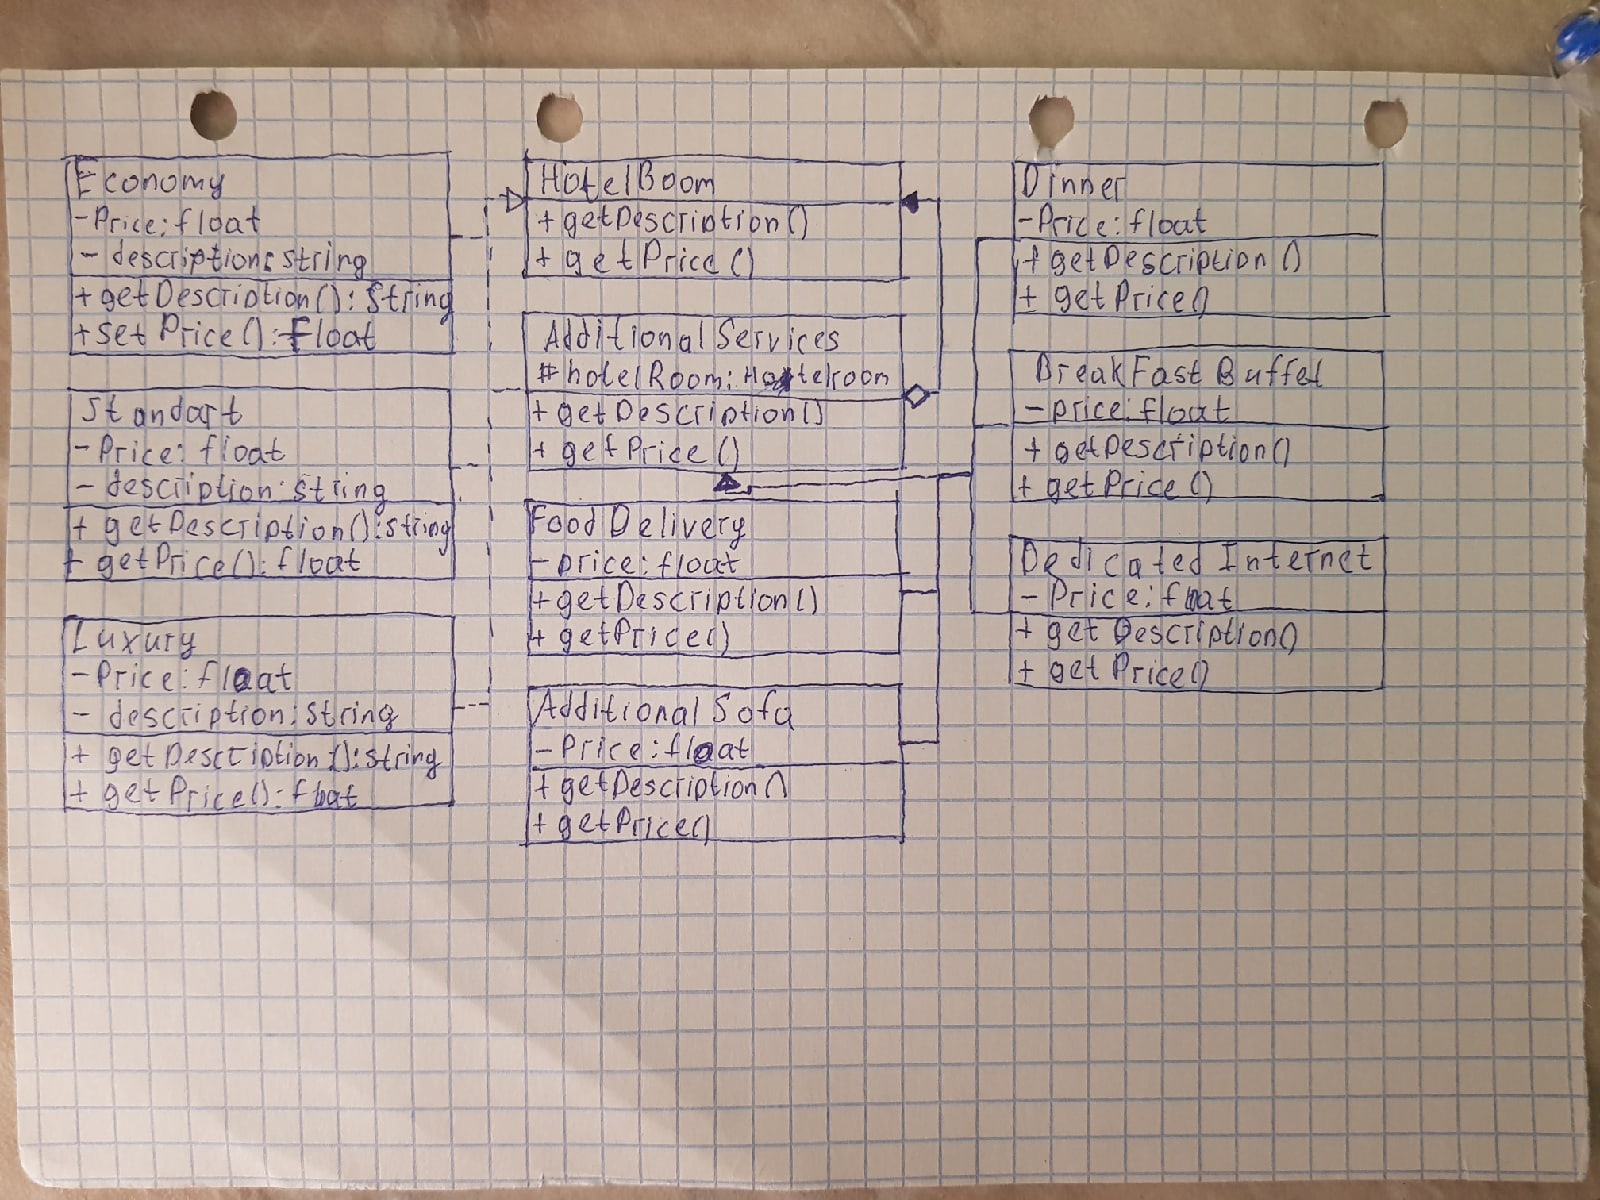 Economy
- Price: float
- description: string
+ getDescription(): String
+ set Price(): float
Standart
- Price: float
- description: string
+ getDescription(): string
+ getPrice(): float
Luxury
- Price: float
- description: string
+ getDescription(): string
+ getPrice(): float
HotelBoom
+ getDescription()
+ getPrice()
Additional Services
# hotelRoom: Hotelroom
+ getDescription()
+ getPrice()
Food Delivery
- price: float
+ getDescription()
+ getPrice()
Additional Sofa
- Price: float
+ getDescription()
+ getPrice()
Dinner
- Price: float
+ getDescription()
+ getPrice()
BreakFast Buffet
- price: float
+ getDescription()
+ getPrice()
Dedicated Internet
- Price: float
+ getDescription()
+ getPrice()